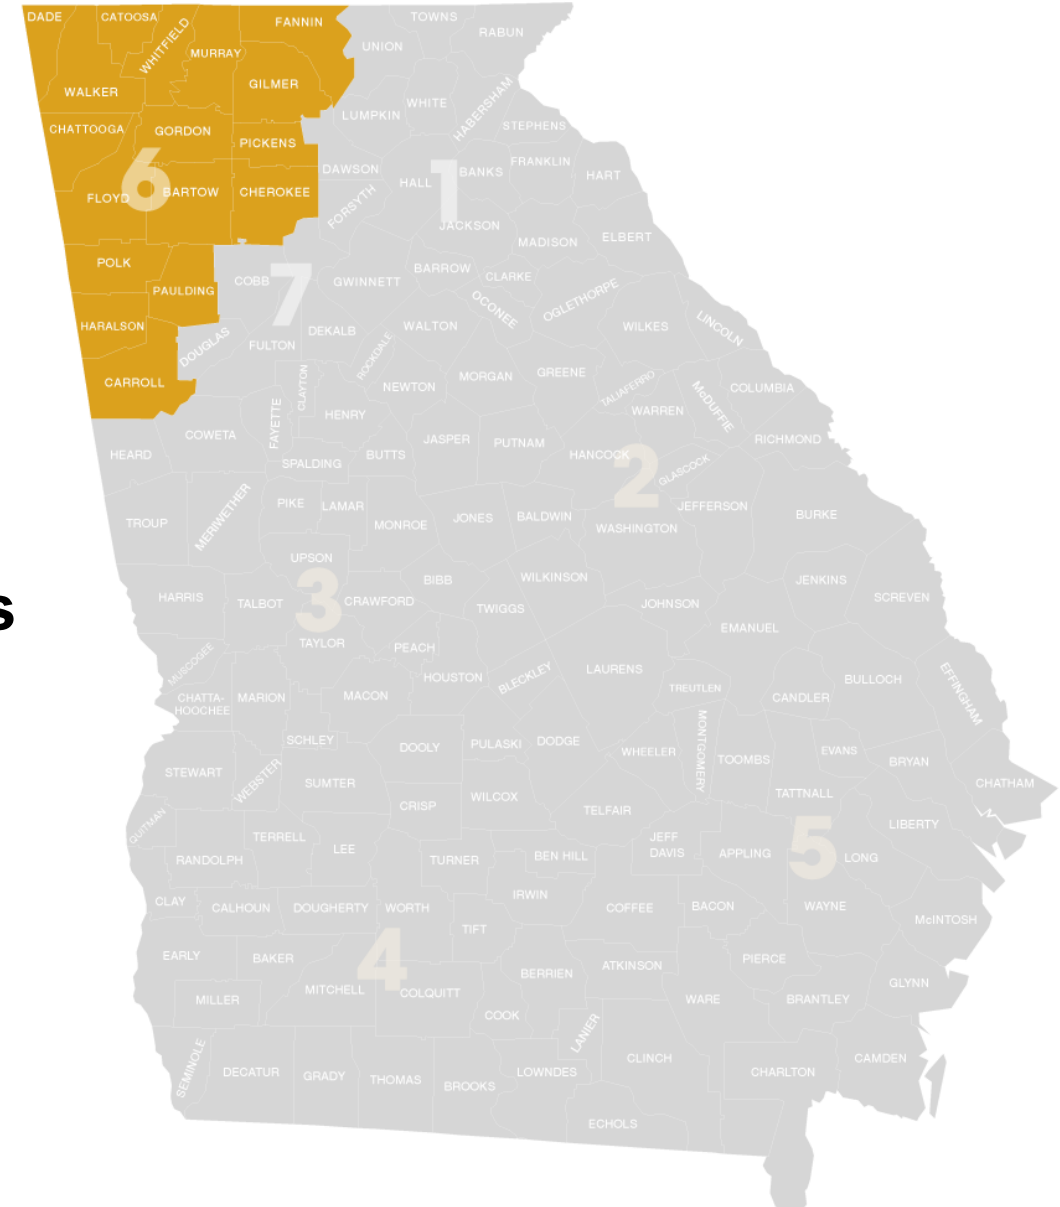 DADE
CATOOSA
WHITFIELD
MURRAY
FANNIN
TOWNS
RABUN
UNION
WALKER
GILMER
WHITE
LUMPKIN
HABERSHAM
STEPHENS
CHATTOOGA
GORDON
PICKENS
DAWSON
HALL
1
BANKS
FRANKLIN
HART
6
FLOYD
BARTOW
CHEROKEE
FORSYTH
JACKSON
MADISON
ELBERT
POLK
PAULDING
COBB
7
GWINNETT
BARROW
CLARKE
OCONEE
OGLETHORPE
HARALSON
DOUGLAS
FULTON
DEKALB
ROCKDALE
WALTON
WILKES
LINCOLN
CARROLL
CLAYTON
NEWTON
MORGAN
GREENE
TALIAFERRO
McDUFFIE
COLUMBIA
WARREN
HEARD
COWETA
FAYETTE
HENRY
SPALDING
BUTTS
JASPER
PUTNAM
HANCOCK
2
GLASCOCK
RICHMOND
TROUP
MERIWETHER
PIKE
LAMAR
MONROE
JONES
BALDWIN
WASHINGTON
JEFFERSON
BURKE
UPSON
3
s
HARRIS
TALBOT
CRAWFORD
BIBB
TWIGGS
WILKINSON
JOHNSON
JENKINS
SCREVEN
EMANUEL
MUSCOGEE
TAYLOR
PEACH
HOUSTON
BLECKLEY
LAURENS
TREUTLEN
CANDLER
BULLOCH
EFFINGHAM
CHATTA-
HOOCHEE
MARION
MACON
SCHLEY
DOOLY
PULASKI
DODGE
WHEELER
MONTGOMERY
TOOMBS
EVANS
BRYAN
CHATHAM
STEWART
WEBSTER
SUMTER
CRISP
WILCOX
TELFAIR
TATTNALL
LIBERTY
QUITMAN
RANDOLPH
TERRELL
LEE
TURNER
BEN HILL
JEFF
DAVIS
APPLING
5
LONG
CLAY
CALHOUN
DOUGHERTY
WORTH
IRWIN
TIFT
COFFEE
BACON
WAYNE
McINTOSH
EARLY
BAKER
4
MITCHELL
COLQUITT
BERRIEN
ATKINSON
PIERCE
GLYNN
MILLER
COOK
LANIER
WARE
BRANTLEY
SEMINOLE
DECATUR
GRADY
THOMAS
BROOKS
LOWNDES
CLINCH
CHARLTON
CAMDEN
ECHOLS